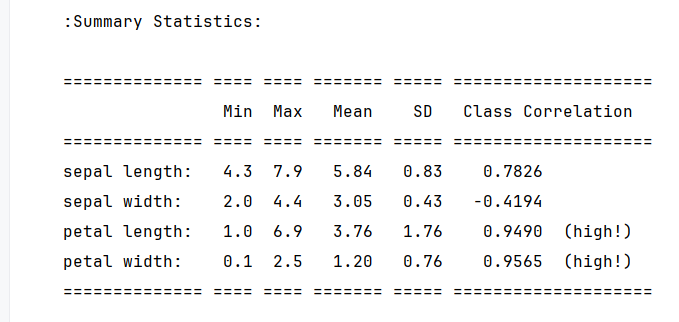 :Summary Statistics:
============== ==== ==== ======= ===== ====================
                Min  Max   Mean    SD   Class Correlation
============== ==== ==== ======= ===== ====================
sepal length:   4.3  7.9   5.84   0.83    0.7826
sepal width:    2.0  4.4   3.05   0.43   -0.4194
petal length:   1.0  6.9   3.76   1.76    0.9490  (high!)
petal width:    0.1  2.5   1.20   0.76    0.9565  (high!)
============== ==== ==== ======= ===== ====================